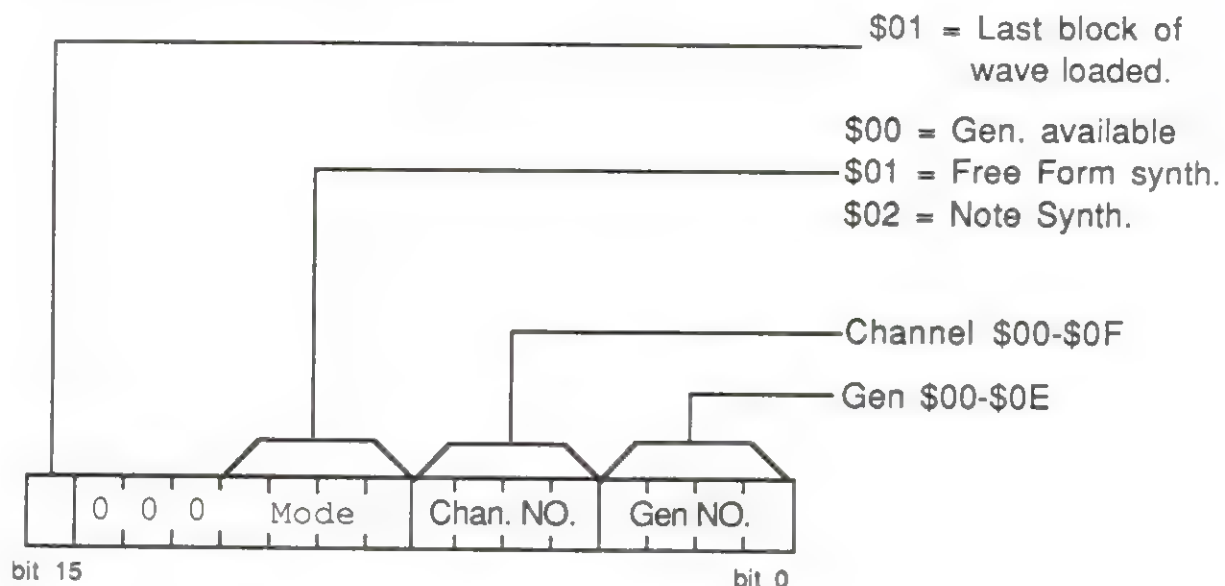 $01 = Last block of
wave loaded.
$00 = Gen. available
$01 = Free Form synth.
$02 = Note Synth.
Channel $00-$0F
Gen $00-$0E
0 0 0 Mode Chan. NO. Gen NO.
bit 15 bit 0